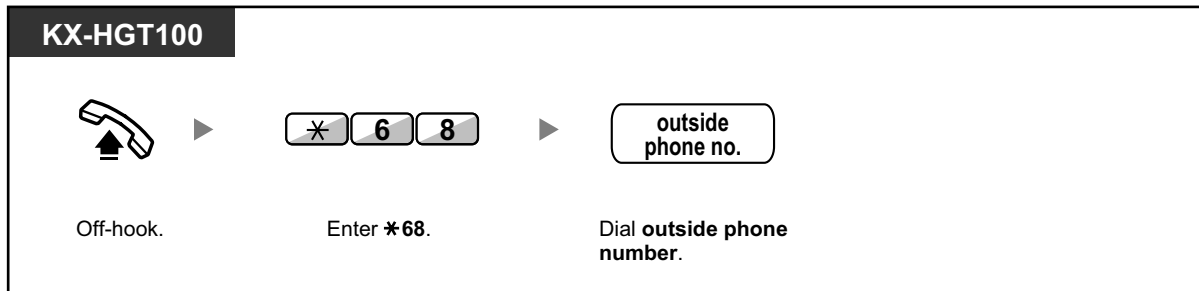 KX-HGT100
* 6 8
outside
phone no.
Off-hook.
Enter *68.
Dial outside phone
number.